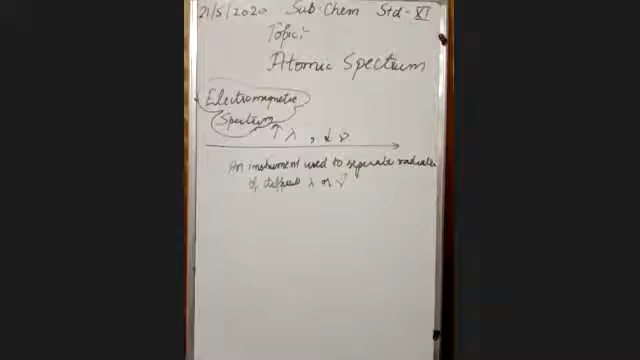 21/5/2020 Sub-Chem Std-XI
Topic:-
Atomic Spectrum
Electromagnetic
Spectrum
↑ λ , ↓ ν
An instrument used to separate radiation
of different λ or ν